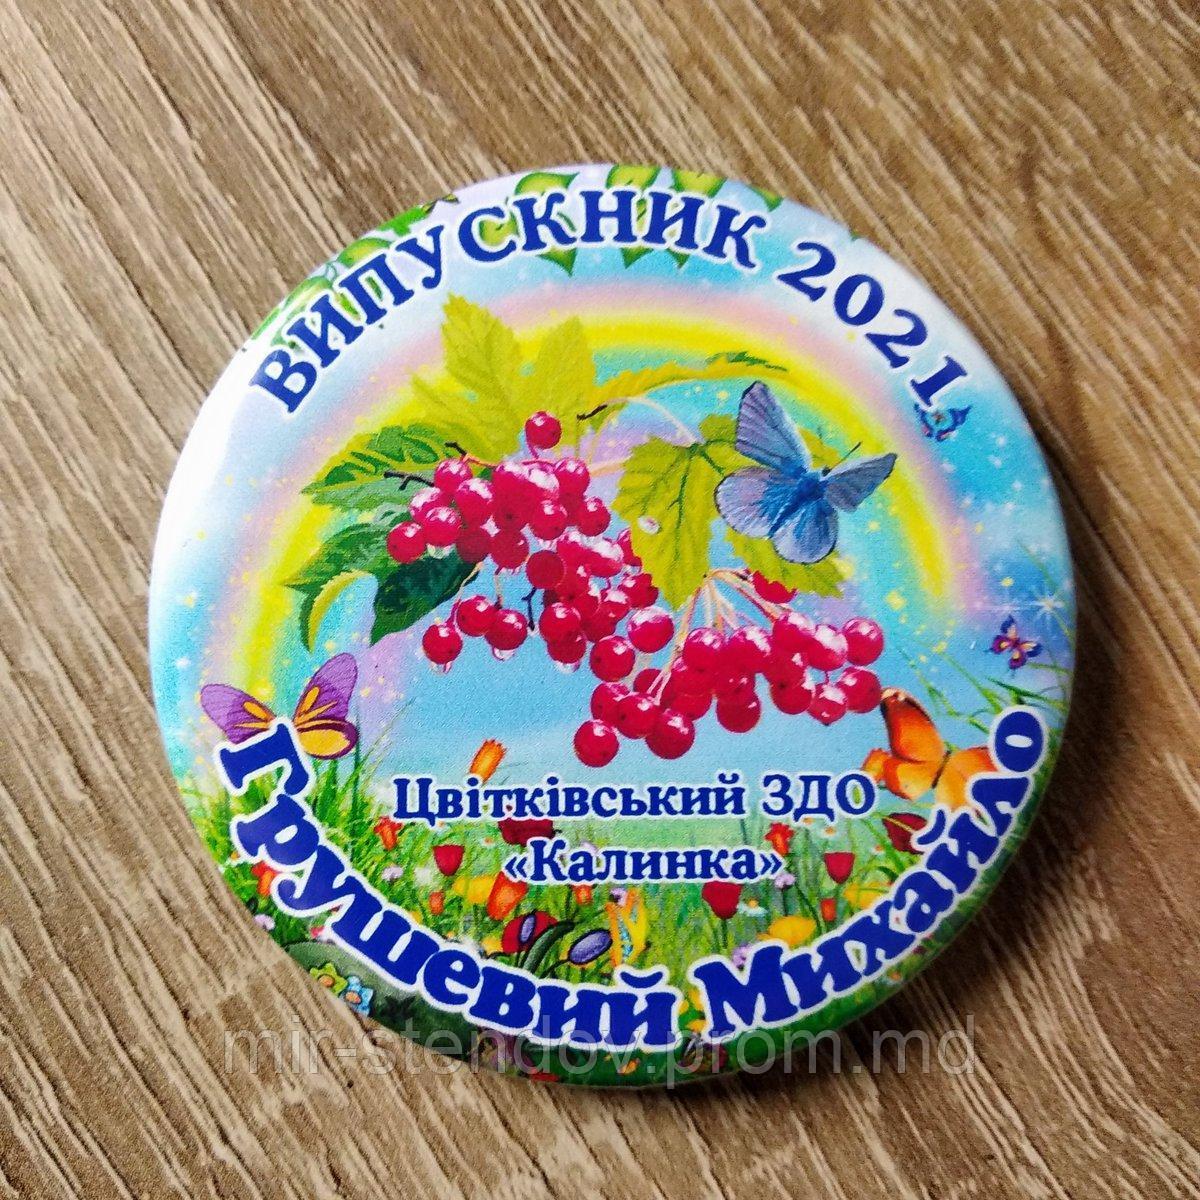 ВИПУСКНИК 2021
Цвітківський ЗДО
«Калинка»
Грушевий Михайло
mir-stendov.prom.md